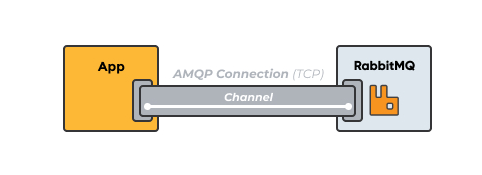 App
AMQP Connection (TCP)
RabbitMQ
Channel